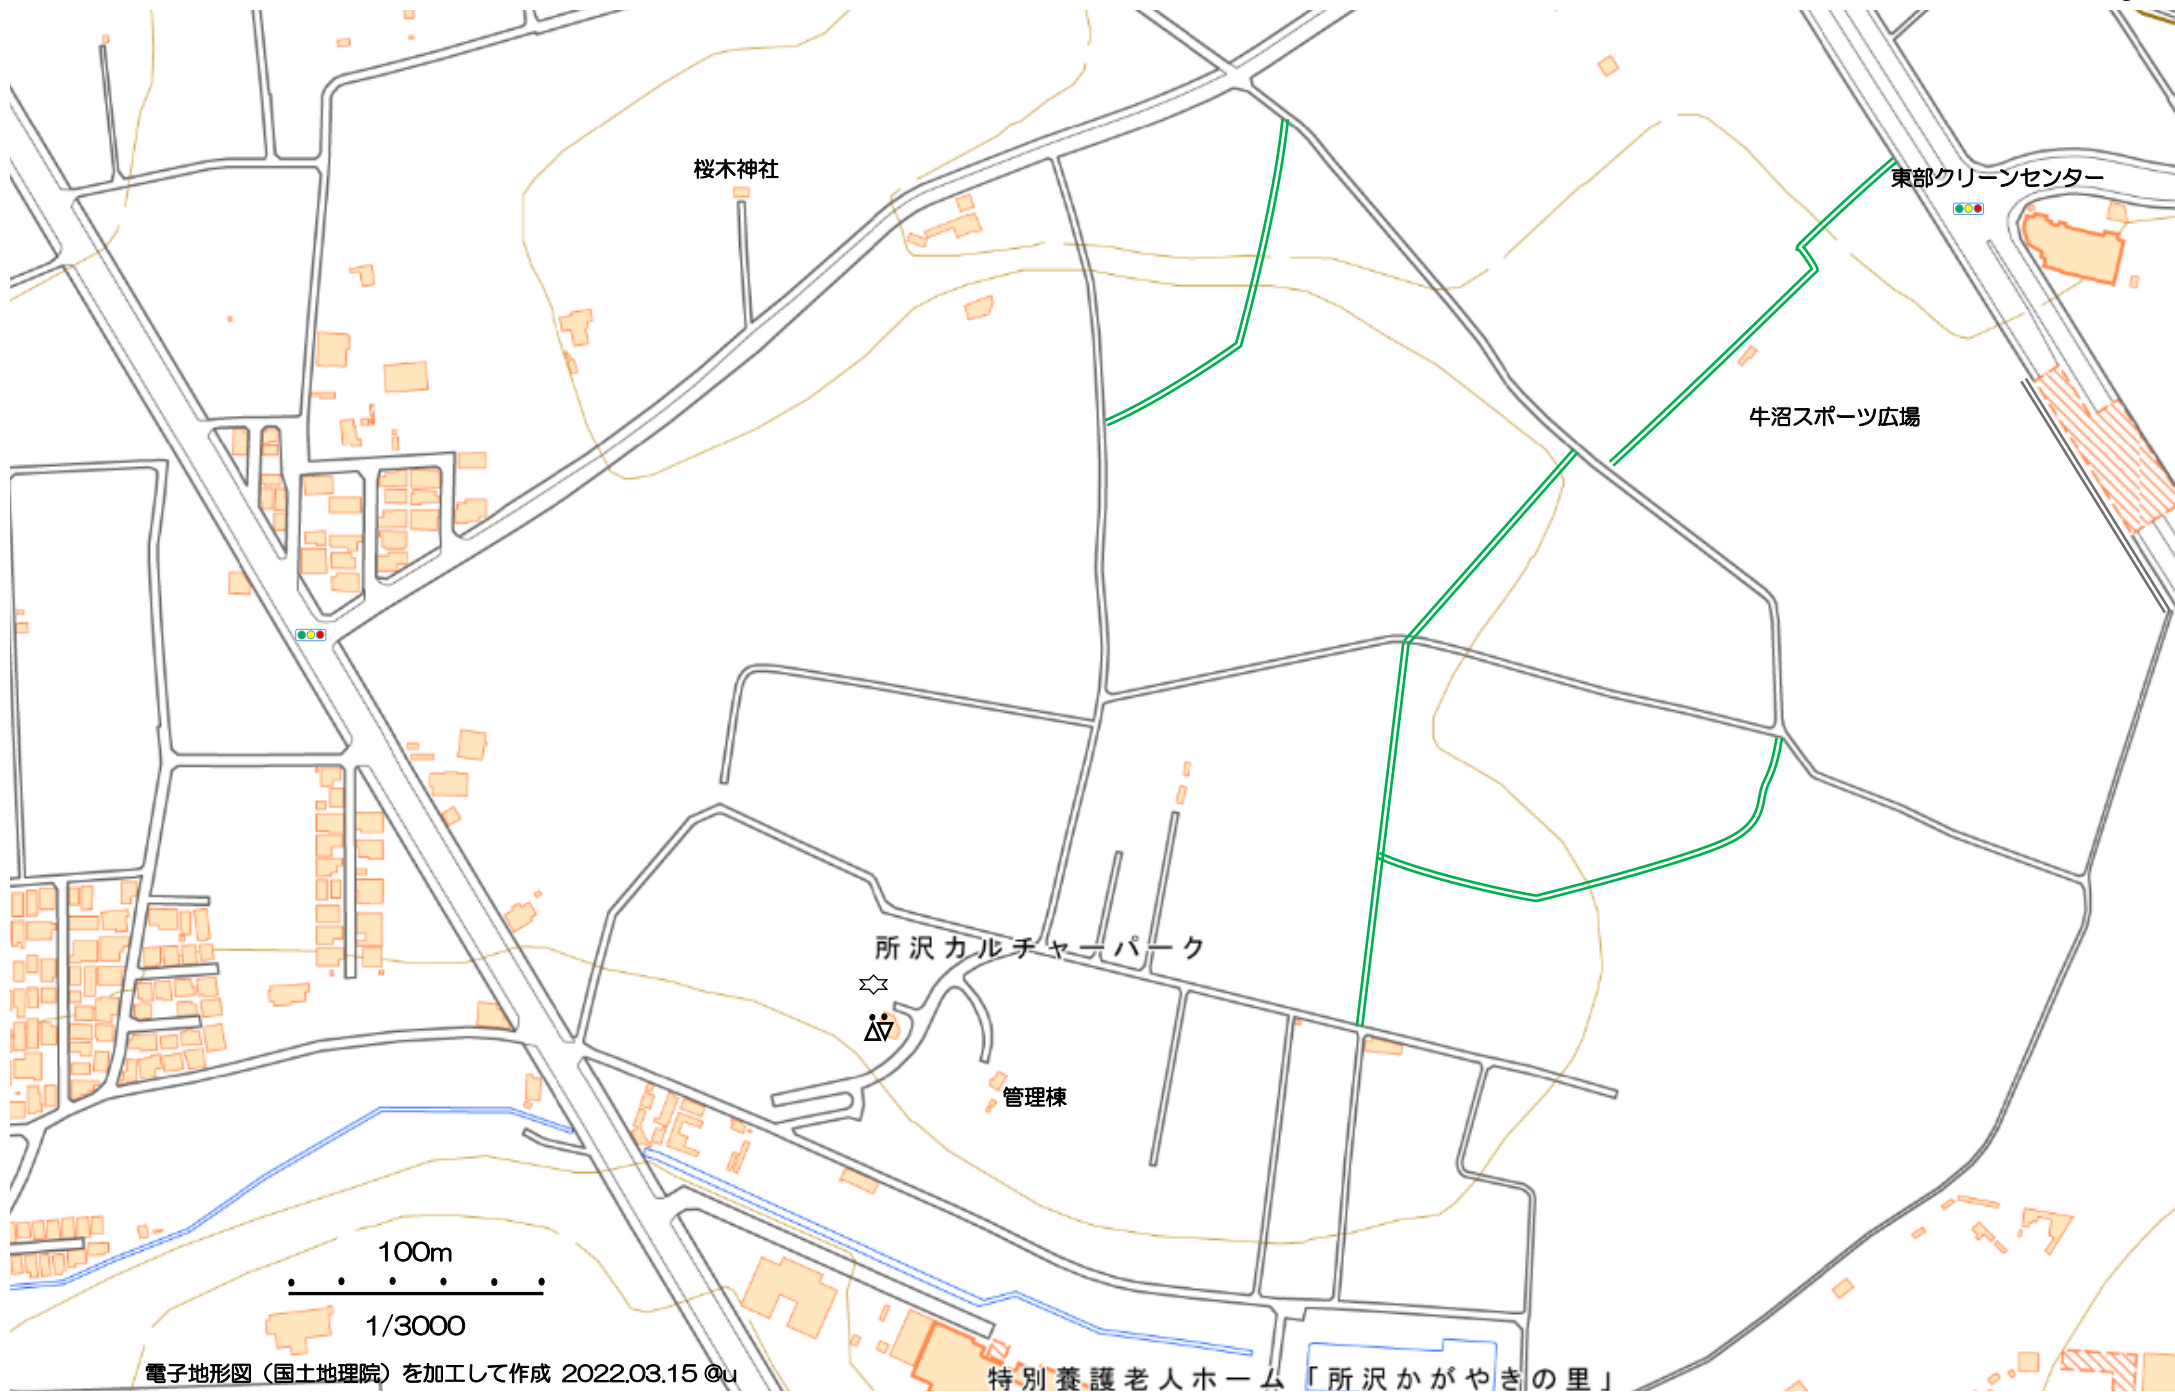 桜木神社
東部クリーンセンター
牛沼スポーツ広場
所沢カルチャーパーク
管理棟
100m
1/3000
電子地形図（国土地理院）を加工して作成 2022.03.15 @u
特別養護老人ホーム「所沢かがやきの里」